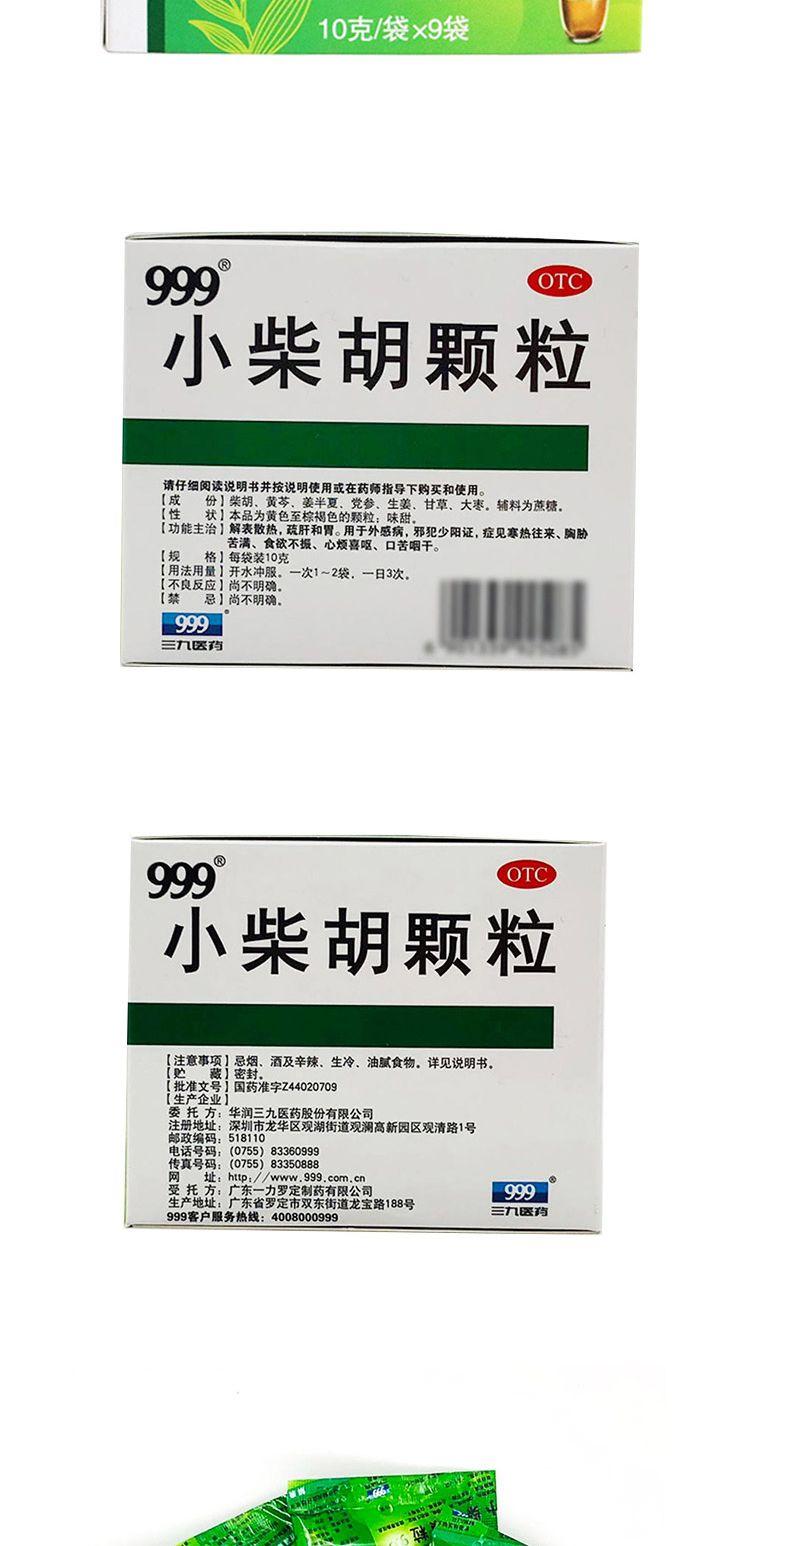 10克/袋×9袋
999®
OTC
小柴胡颗粒
请仔细阅读说明书并按说明使用或在药师指导下购买和使用。
【成 份】柴胡、黄芩、姜半夏、党参、生姜、甘草、大枣。辅料为蔗糖。
【性 状】本品为黄色至棕褐色的颗粒；味甜。
【功能主治】解表散热，疏肝和胃。用于外感病，邪犯少阳证，症见寒热往来、胸胁
苦满、食欲不振、心烦喜呕、口苦咽干。
【规 格】每袋装10克
【用法用量】开水冲服。一次1～2袋，一日3次。
【不良反应】尚不明确。
【禁 忌】尚不明确。
999®
三九医药
999®
OTC
小柴胡颗粒
【注意事项】忌烟、酒及辛辣、生冷、油腻食物。详见说明书。
【贮 藏】密封。
【批准文号】国药准字Z44020709
【生产企业】
委 托 方：华润三九医药股份有限公司
注册地址：深圳市龙华区观湖街道观澜高新园区观清路1号
邮政编码：518110
电话号码：(0755) 83360999
传真号码：(0755) 83350888
网 址：http://www.999.com.cn
受 托 方：广东一力罗定制药有限公司
生产地址：广东省罗定市双东街道龙宝路188号
999客户服务热线：4008000999
999®
三九医药